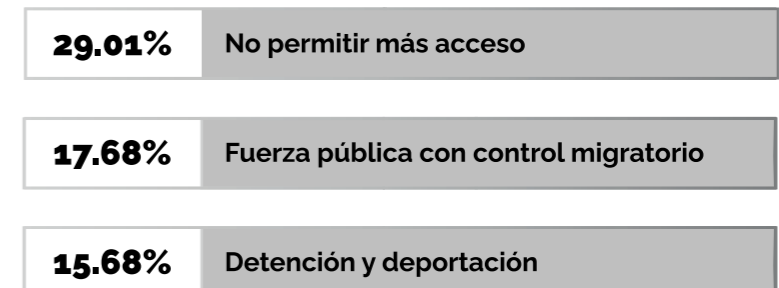 29.01% No permitir más acceso
17.68% Fuerza pública con control migratorio
15.68% Detención y deportación